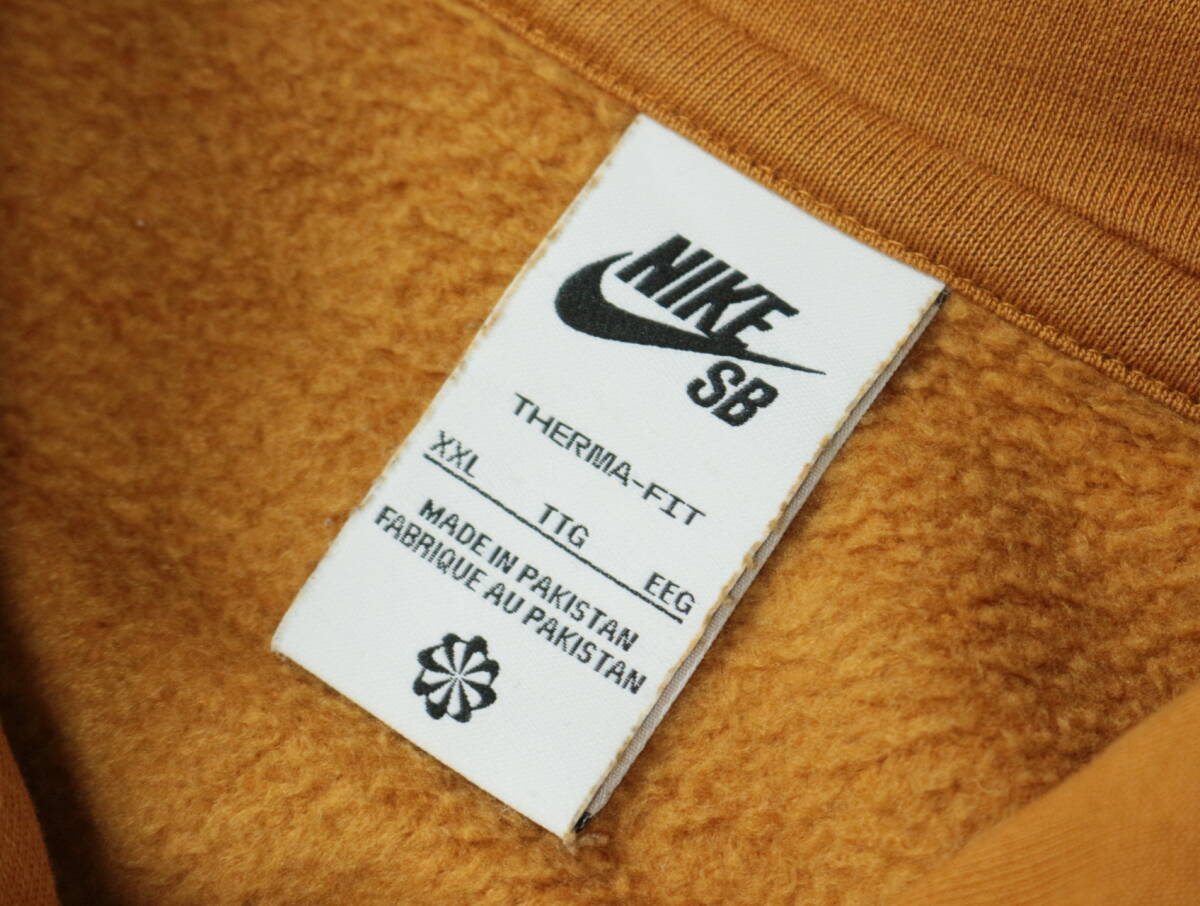 NIKE
SB
THERMA-FIT
XXL TTG EEG
MADE IN PAKISTAN
FABRIQUE AU PAKISTAN